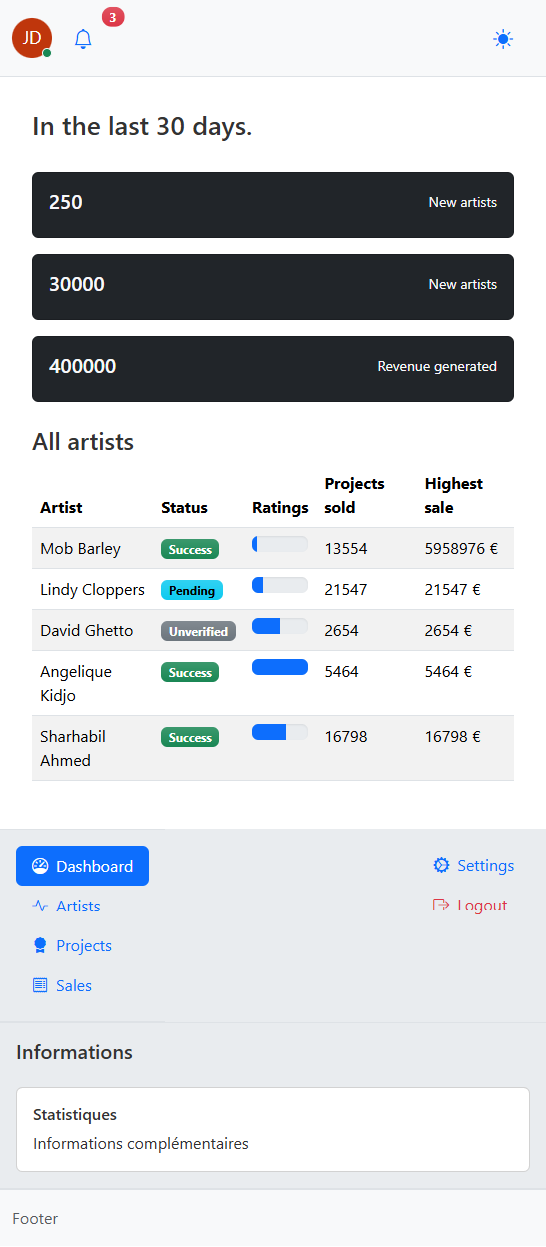 JD
3
In the last 30 days.
250 New artists
30000 New artists
400000 Revenue generated
All artists
Artist Status Ratings Projects sold Highest sale
Mob Barley Success 13554 5958976 €
Lindy Cloppers Pending 21547 21547 €
David Ghetto Unverified 2654 2654 €
Angelique Kidjo Success 5464 5464 €
Sharhabil Ahmed Success 16798 16798 €
Dashboard
Artists
Projects
Sales
Settings
Logout
Informations
Statistiques
Informations complémentaires
Footer